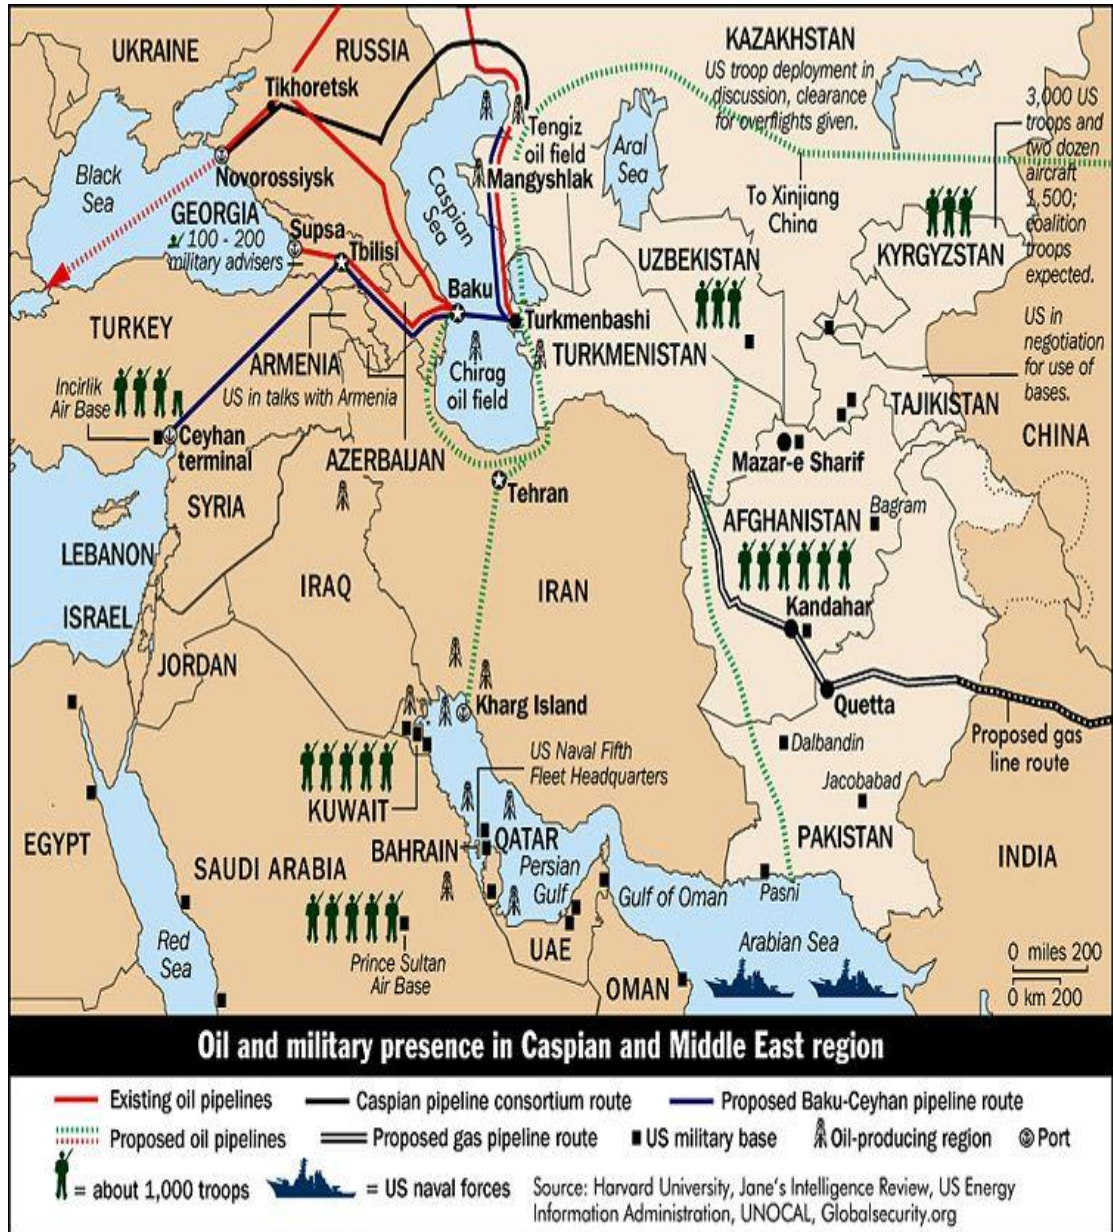 UKRAINE
RUSSIA
KAZAKHSTAN
US troop deployment in
discussion, clearance
for overflights given.
3,000 US
troops and
two dozen
aircraft
1,500;
coalition
troops
expected.
Tikhoretsk
Tengiz
oil field
Aral
Sea
Black
Sea
Novorossiysk
Caspian
Sea
Mangyshlak
To Xinjiang
China
GEORGIA
100 - 200
military advisers
Supsa
Tbilisi
UZBEKISTAN
KYRGYZSTAN
Baku
Turkmenbashi
TURKEY
ARMENIA
US in talks with Armenia
Chirag
oil field
TURKMENISTAN
US in
negotiation
for use of
bases.
Incirlik
Air Base
TAJIKISTAN
CHINA
Ceyhan
terminal
AZERBAIJAN
Mazar-e Sharif
Tehran
SYRIA
AFGHANISTAN
Bagram
LEBANON
IRAQ
IRAN
ISRAEL
Kandahar
JORDAN
Kharg Island
Quetta
Proposed gas
line route
Dalbandin
US Naval Fifth
Fleet Headquarters
Jacobabad
KUWAIT
EGYPT
BAHRAIN
QATAR
PAKISTAN
INDIA
SAUDI ARABIA
Persian
Gulf
Gulf of Oman
Pasni
Red
Sea
Prince Sultan
Air Base
UAE
Arabian Sea
OMAN
0 miles 200
0 km 200
Oil and military presence in Caspian and Middle East region
Existing oil pipelines
Caspian pipeline consortium route
Proposed Baku-Ceyhan pipeline route
Proposed oil pipelines
Proposed gas pipeline route
US military base
Oil-producing region
Port
= about 1,000 troops
= US naval forces
Source: Harvard University, Jane's Intelligence Review, US Energy
Information Administration, UNOCAL, Globalsecurity.org